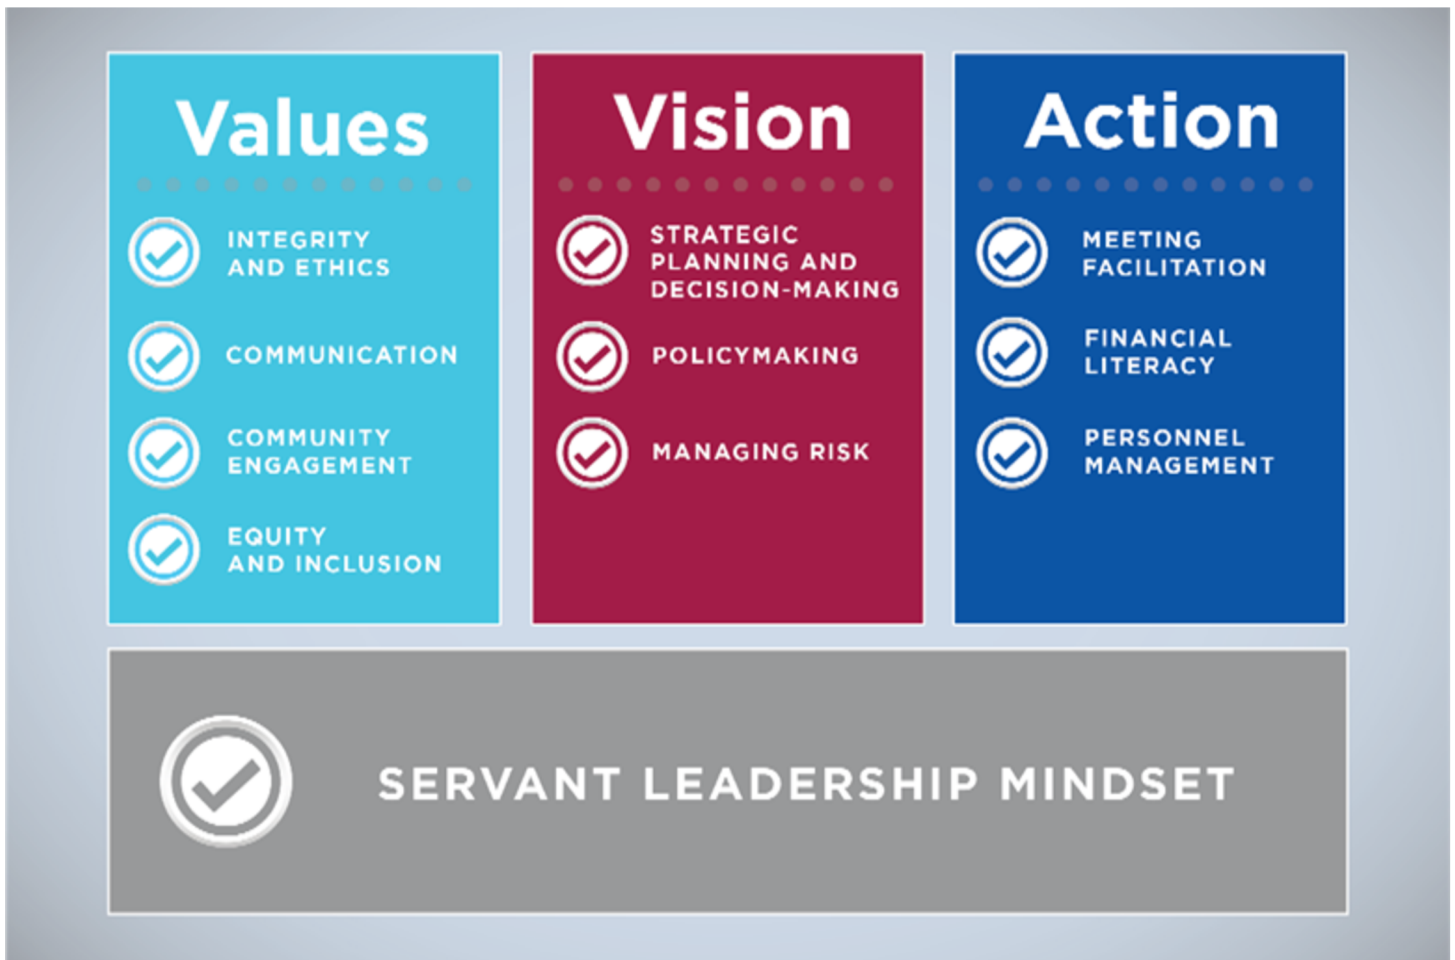 Values
INTEGRITY
AND ETHICS
COMMUNICATION
COMMUNITY
ENGAGEMENT
EQUITY
AND INCLUSION
Vision
STRATEGIC
PLANNING AND
DECISION-MAKING
POLICYMAKING
MANAGING RISK
Action
MEETING
FACILITATION
FINANCIAL
LITERACY
PERSONNEL
MANAGEMENT
SERVANT LEADERSHIP MINDSET